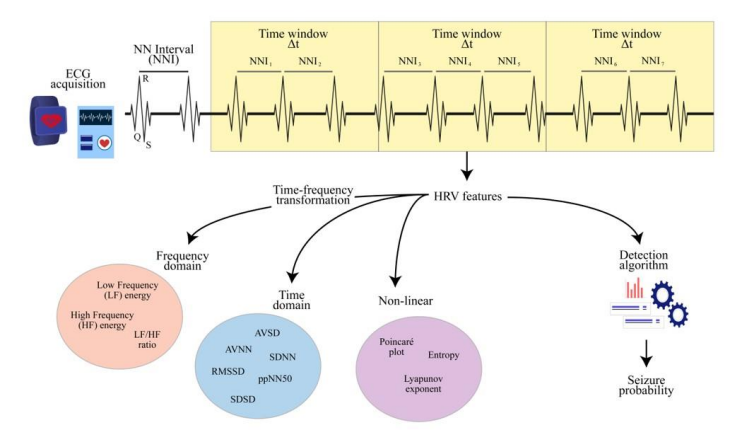 ECG
acquisition
NN Interval
(NNI)
R
Q
S
Time window
Δt
NNI₁
NNI₂
Time window
Δt
NNI₃
NNI₄
NNI₅
Time window
Δt
NNI₆
NNI₇
Time-frequency
transformation
HRV features
Frequency
domain
Low Frequency
(LF) energy
High Frequency
(HF) energy
LF/HF
ratio
Time
domain
AVSD
AVNN
SDNN
RMSSD
ppNN50
SDSD
Non-linear
Poincaré
plot
Entropy
Lyapunov
exponent
Detection
algorithm
Seizure
probability